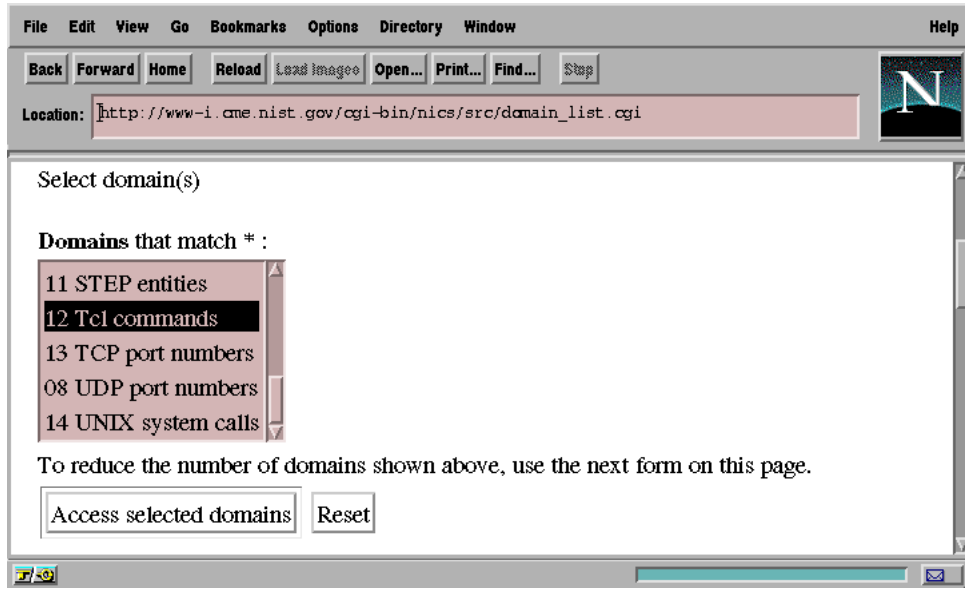 File Edit View Go Bookmarks Options Directory Window Help
Back Forward Home Reload Load Images Open... Print... Find... Stop
Location: http://www-i.cme.nist.gov/cgi-bin/nics/src/domain_list.cgi
N
Select domain(s)
Domains that match * :
11 STEP entities
12 Tcl commands
13 TCP port numbers
08 UDP port numbers
14 UNIX system calls
To reduce the number of domains shown above, use the next form on this page.
Access selected domains Reset